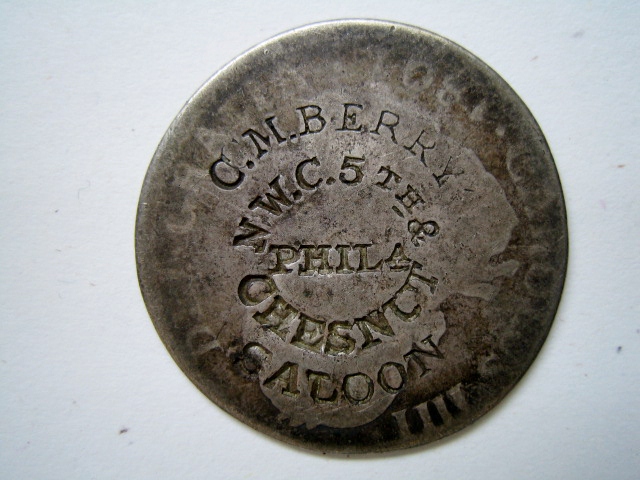 C.M.BERRY
N.W.C.5TH &
PHILA
CHESNUT
SALOON